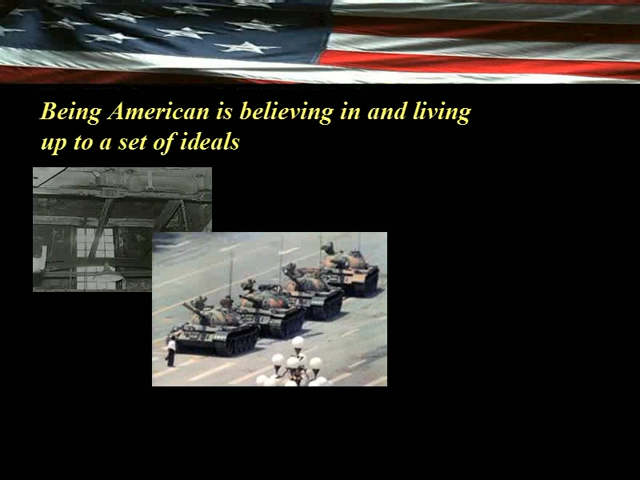 Being American is believing in and living
up to a set of ideals